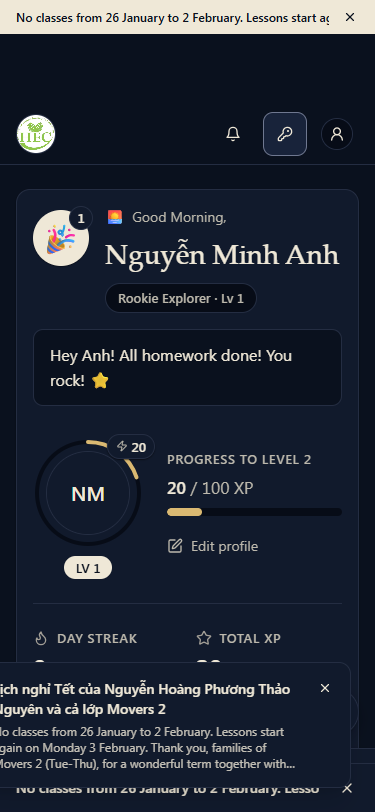 No classes from 26 January to 2 February. Lessons start
HEC
1
Good Morning,
Nguyễn Minh Anh
Rookie Explorer · Lv 1
Hey Anh! All homework done! You
rock!
20
NM
LV 1
PROGRESS TO LEVEL 2
20 / 100 XP
Edit profile
DAY STREAK
TOTAL XP
nghỉ Tết của Nguyễn Hoàng Phương Thảo
Nguyên và cả lớp Movers 2
No classes from 26 January to 2 February. Lessons start
again on Monday 3 February. Thank you, families of
Movers 2 (Tue-Thu), for a wonderful term together with...
No classes from 26 January to 2 February. Lesso